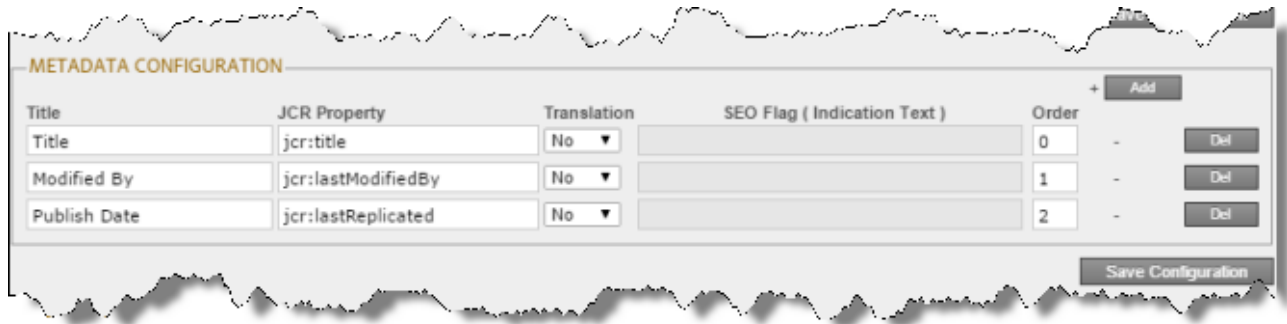 METADATA CONFIGURATION
+ Add
Title JCR Property Translation SEO Flag ( Indication Text ) Order
Title jcr:title No 0 - Del
Modified By jcr:lastModifiedBy No 1 - Del
Publish Date jcr:lastReplicated No 2 - Del
Save Configuration